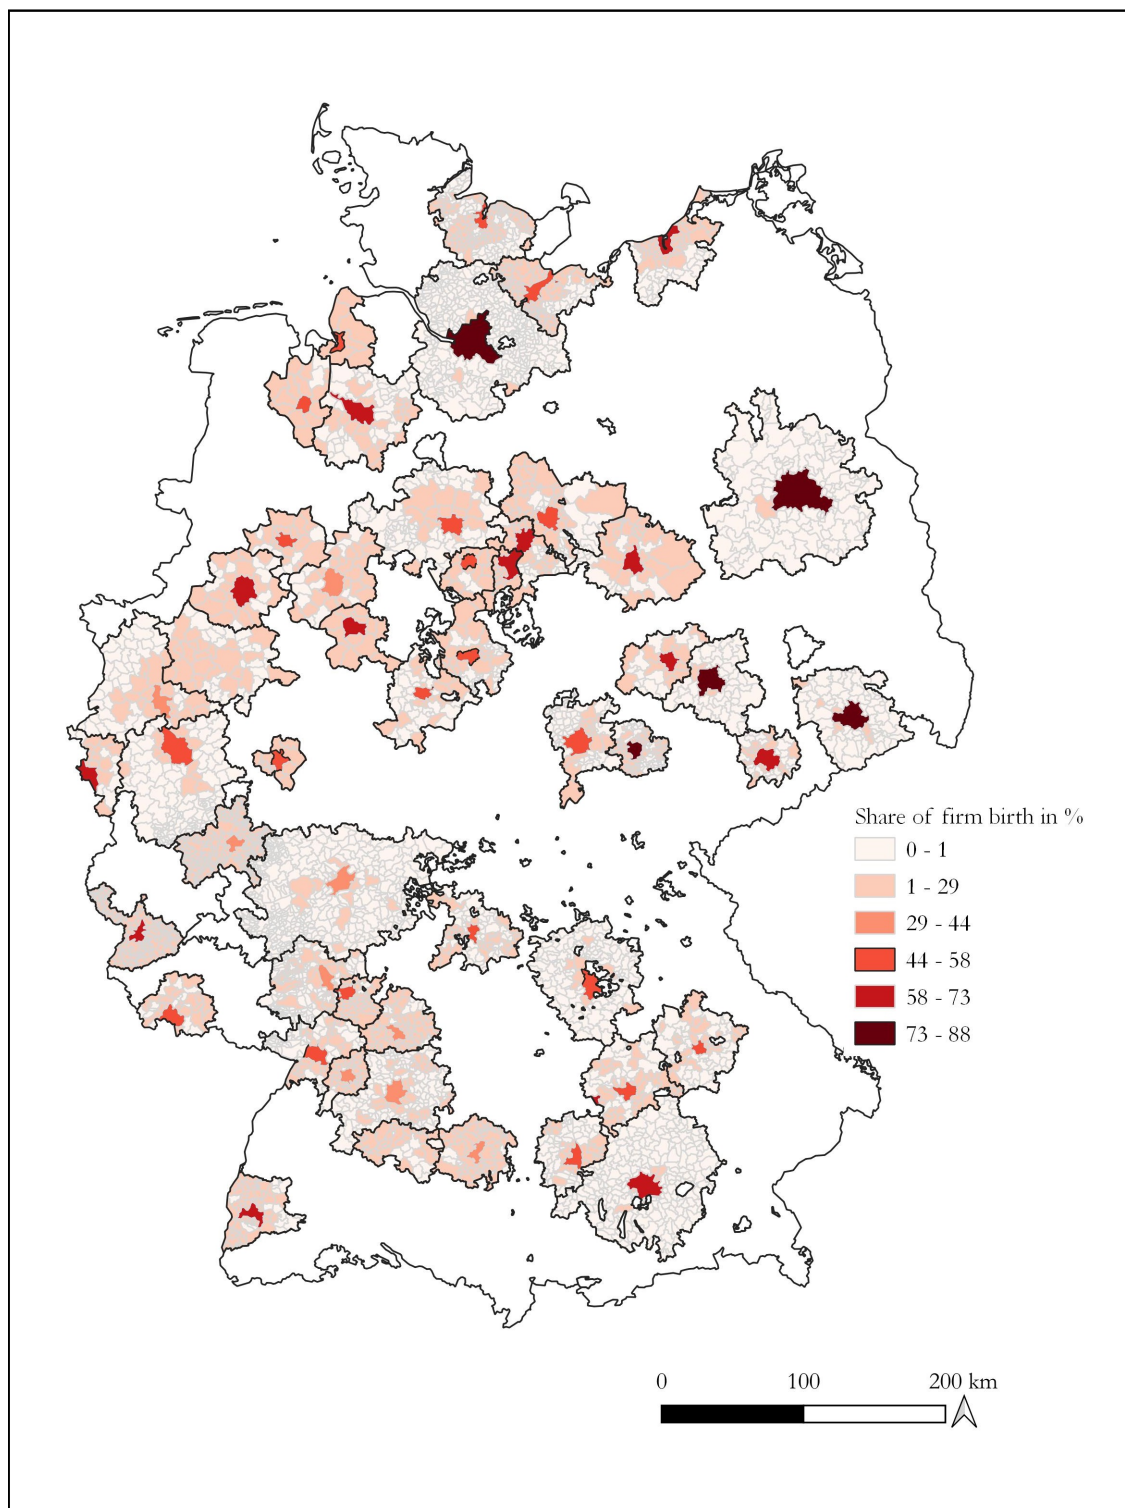 Share of firm birth in %
0 - 1
1 - 29
29 - 44
44 - 58
58 - 73
73 - 88
0 100 200 km